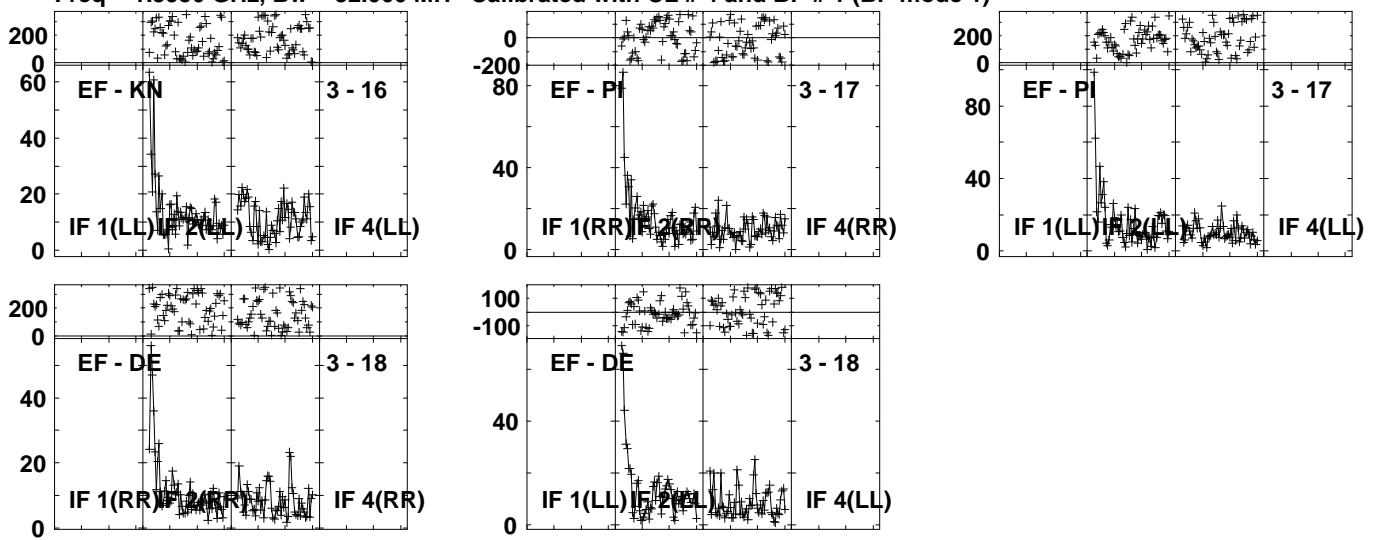 200
0
60
40
20
0
EF - KN
3 - 16
IF 1(LL)
IF 2(LL)
IF 4(LL)
0
-200
80
40
0
EF - PI
3 - 17
IF 1(RR)
IF 2(RR)
IF 4(RR)
200
0
80
40
0
EF - PI
3 - 17
IF 1(LL)
IF 2(LL)
IF 4(LL)
200
0
40
20
0
EF - DE
3 - 18
IF 1(RR)
IF 2(RR)
IF 4(RR)
100
-100
40
0
EF - DE
3 - 18
IF 1(LL)
IF 2(LL)
IF 4(LL)